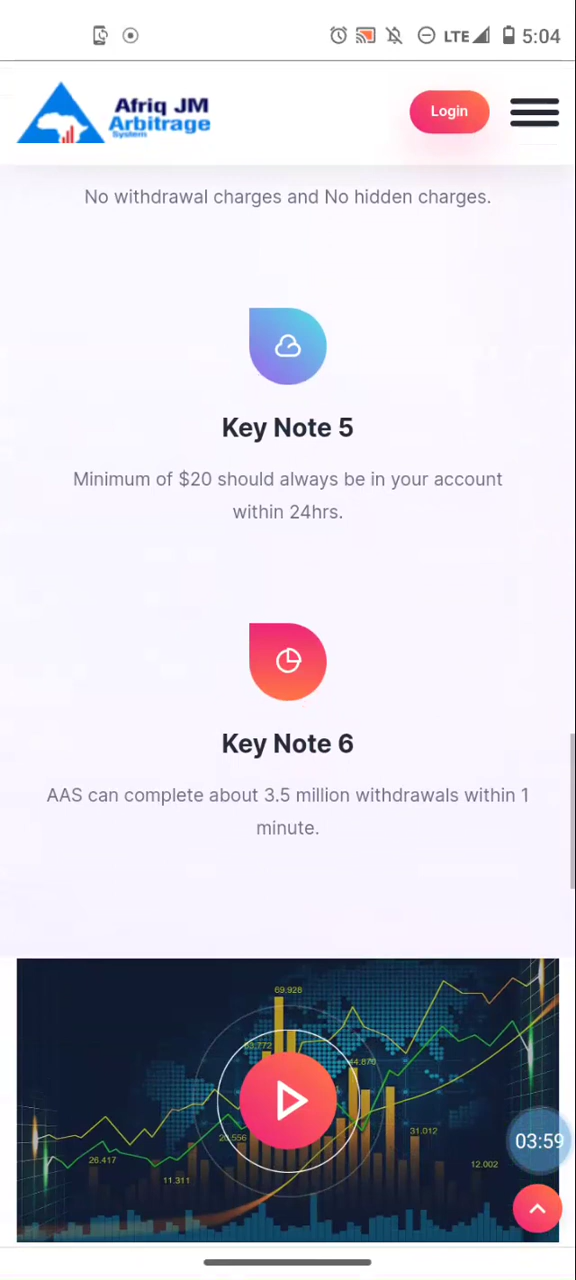 LTE 5:04
Afriq JM
Arbitrage
System
Login
No withdrawal charges and No hidden charges.
Key Note 5
Minimum of $20 should always be in your account
within 24hrs.
Key Note 6
AAS can complete about 3.5 million withdrawals within 1
minute.
69.928
44.870
31.012
26.417
12.002
11.311
03:59